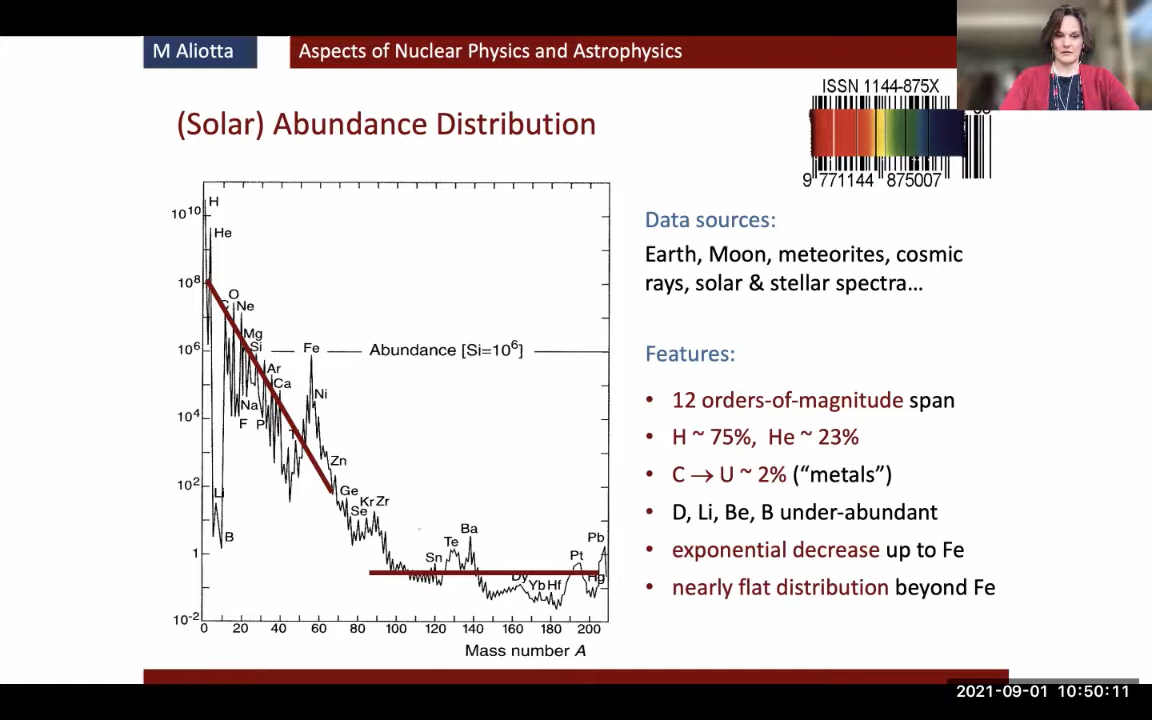 M Aliotta
Aspects of Nuclear Physics and Astrophysics
ISSN 1144-875X
9 771144 875007
(Solar) Abundance Distribution
H
10^10
He
10^8
O
C
Ne
Mg
10^6
Si
Fe
Abundance [Si=10^6]
Ar
Ca
Ni
Na
10^4
F
P
Zn
10^2
Ge
Li
Kr
Zr
Se
B
Ba
Te
Pb
1
Sn
Pt
Dy
Yb
Hf
Hg
10^-2
0 20 40 60 80 100 120 140 160 180 200
Mass number A
Data sources:
Earth, Moon, meteorites, cosmic
rays, solar & stellar spectra…
Features:
• 12 orders-of-magnitude span
• H ~ 75%, He ~ 23%
• C → U ~ 2% (“metals”)
• D, Li, Be, B under-abundant
• exponential decrease up to Fe
• nearly flat distribution beyond Fe
2021-09-01 10:50:11